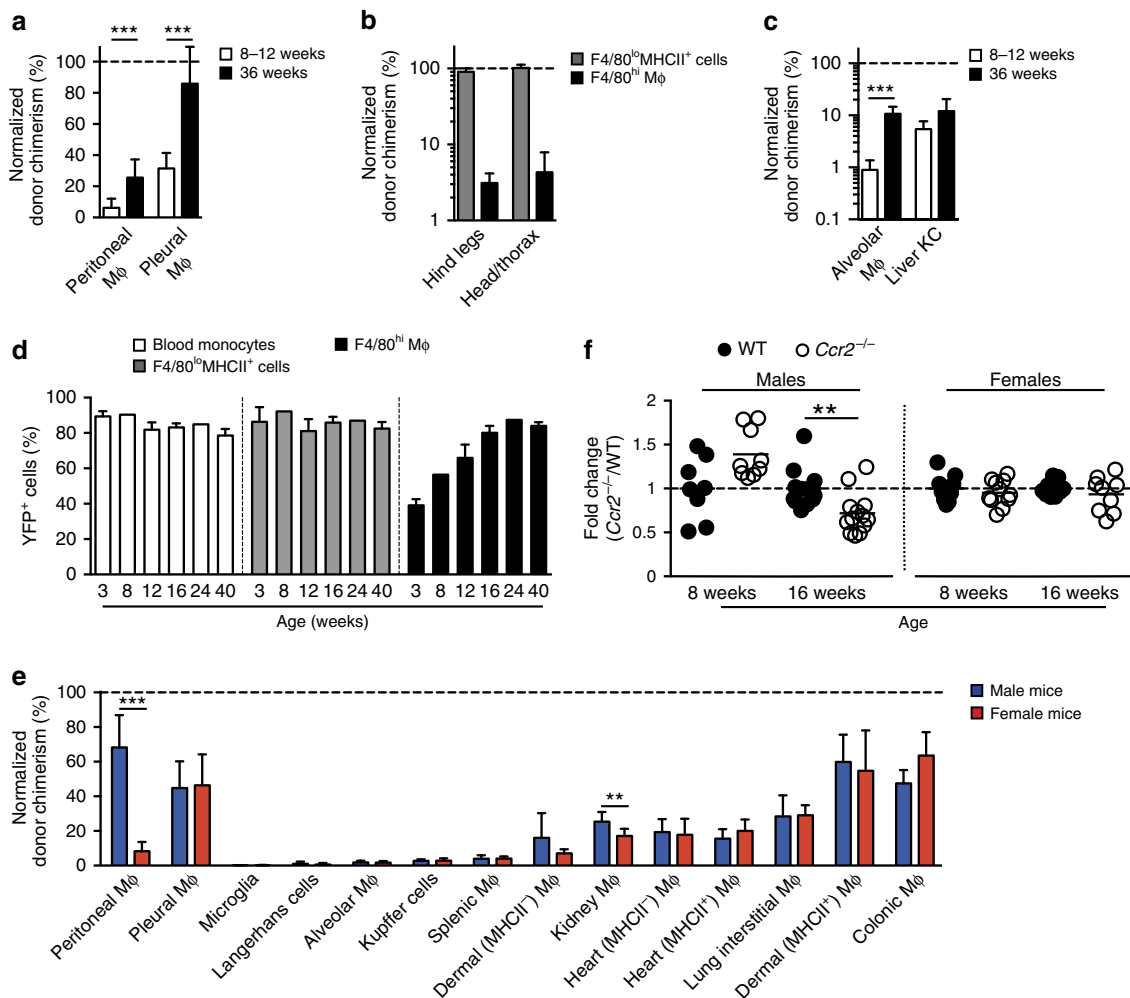 a
*** ***
8–12 weeks
36 weeks
Normalized
donor chimerism (%)
100
80
60
40
20
0
Peritoneal
Mϕ
Pleural
Mϕ
b
F4/80loMHCII+ cells
F4/80hi Mϕ
Normalized
donor chimerism (%)
100
10
1
Hind legs
Head/thorax
c
8–12 weeks
36 weeks
***
Normalized
donor chimerism (%)
100
10
1
0.1
Alveolar
Mϕ
Liver KC
d
Blood monocytes
F4/80loMHCII+ cells
F4/80hi Mϕ
YFP+ cells (%)
100
80
60
40
20
0
3 8 12 16 24 40 3 8 12 16 24 40 3 8 12 16 24 40
Age (weeks)
f
WT Ccr2−/−
Males Females
**
Fold change
(Ccr2−/−/WT)
2
1.5
1
0.5
0
8 weeks 16 weeks 8 weeks 16 weeks
Age
e
Male mice
Female mice
Normalized
donor chimerism (%)
100
80
60
40
20
0
***
**
Peritoneal Mϕ
Pleural Mϕ
Microglia
Langerhans cells
Alveolar Mϕ
Kupffer cells
Splenic Mϕ
Dermal (MHCII−) Mϕ
Kidney Mϕ
Heart (MHCII−) Mϕ
Heart (MHCII+) Mϕ
Lung interstitial Mϕ
Dermal (MHCII+) Mϕ
Colonic Mϕ